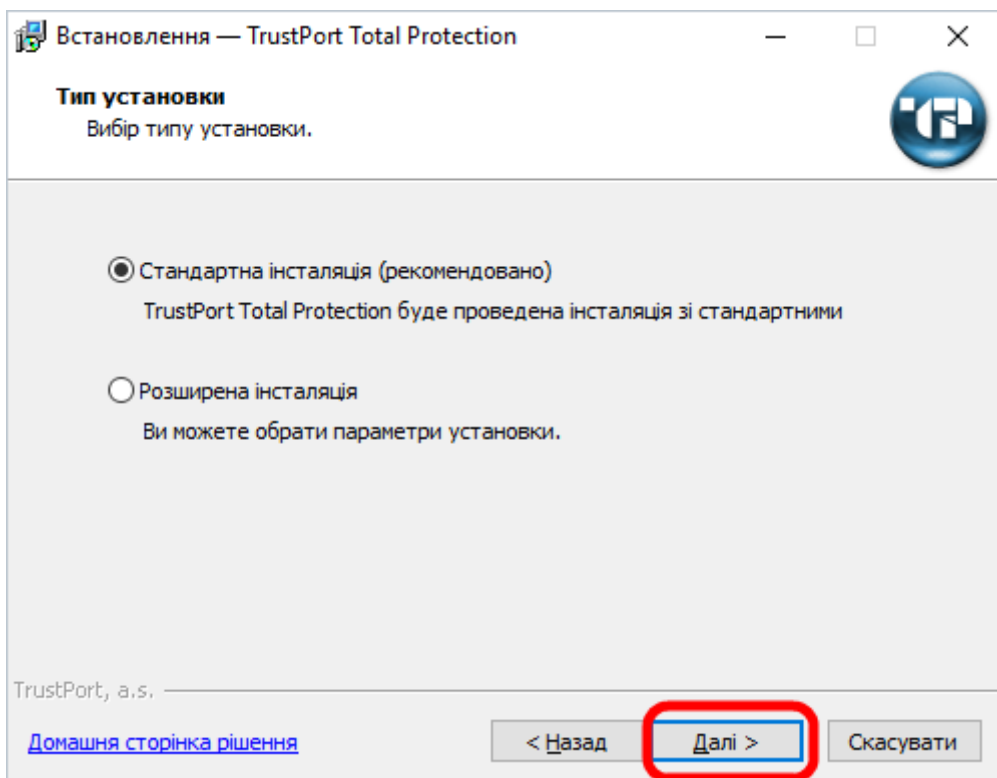 Встановлення — TrustPort Total Protection
Тип установки
Вибір типу установки.
Стандартна інсталяція (рекомендовано)
TrustPort Total Protection буде проведена інсталяція зі стандартними
Розширена інсталяція
Ви можете обрати параметри установки.
TrustPort, a.s.
Домашня сторінка рішення
< Назад
Далі >
Скасувати